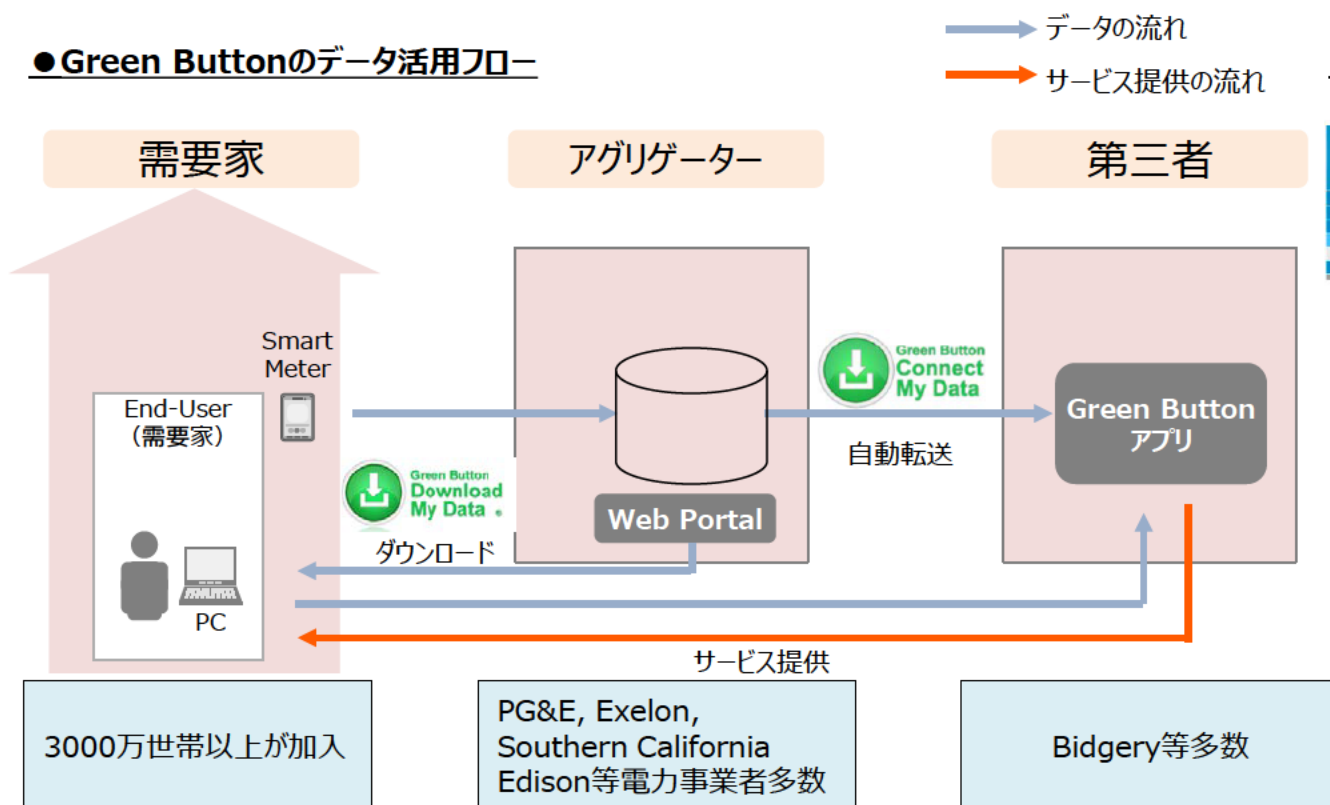 ●Green Buttonのデータ活用フロー
データの流れ
サービス提供の流れ
需要家
アグリゲーター
第三者
Smart
Meter
End-User
（需要家）
PC
Green Button
Download
My Data
ダウンロード
Web Portal
Green Button
Connect
My Data
自動転送
Green Button
アプリ
サービス提供
3000万世帯以上が加入
PG&E, Exelon,
Southern California
Edison等電力事業者多数
Bidgery等多数